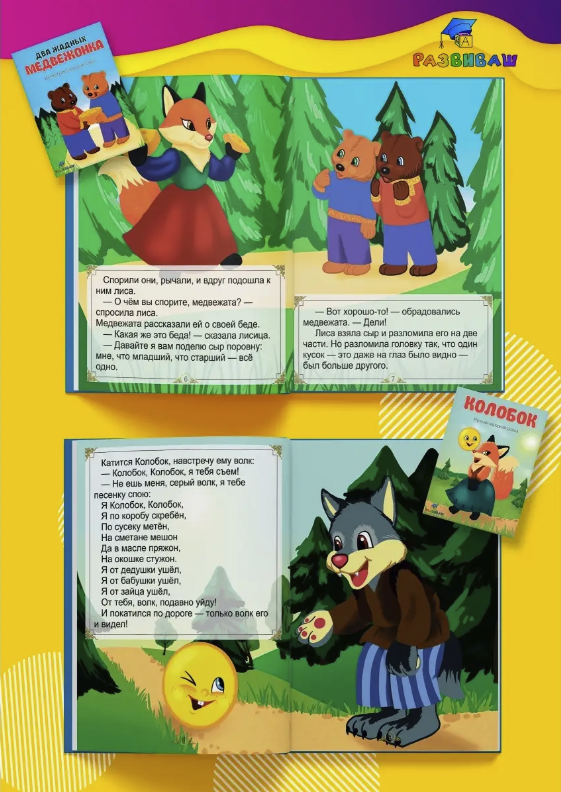 РАЗВИВАШ
ДВА ЖАДНЫХ
МЕДВЕЖОНКА
Спорили они, рычали, и вдруг подошла к
ним лиса.
— О чём вы спорите, медвежата? —
спросила лиса.
Медвежата рассказали ей о своей беде.
— Какая же это беда! — сказала лисица.
— Давайте я вам поделю сыр поровну:
мне, что младший, что старший — всё
одно.
6
— Вот хорошо-то! — обрадовались
медвежата. — Дели!
Лиса взяла сыр и разломила его на две
части. Но разломила головку так, что один
кусок — это даже на глаз было видно —
был больше другого.
7
КОЛОБОК
Катится Колобок, навстречу ему волк:
— Колобок, Колобок, я тебя съем!
— Не ешь меня, серый волк, я тебе
песенку спою:
Я Колобок, Колобок,
Я по коробу скребён,
По сусеку метён,
На сметане мешон
Да в масле пряжон,
На окошке стужон.
Я от дедушки ушёл,
Я от бабушки ушёл,
Я от зайца ушёл,
От тебя, волк, подавно уйду!
И покатился по дороге — только волк его
и видел!